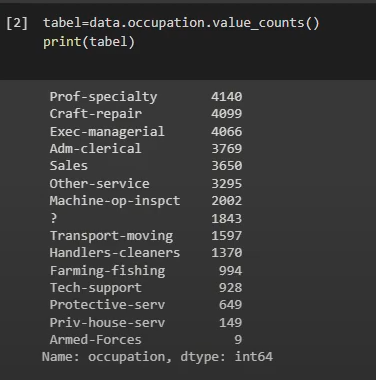 [2] tabel=data.occupation.value_counts()
print(tabel)
Prof-specialty 4140
Craft-repair 4099
Exec-managerial 4066
Adm-clerical 3769
Sales 3650
Other-service 3295
Machine-op-inspct 2002
? 1843
Transport-moving 1597
Handlers-cleaners 1370
Farming-fishing 994
Tech-support 928
Protective-serv 649
Priv-house-serv 149
Armed-Forces 9
Name: occupation, dtype: int64